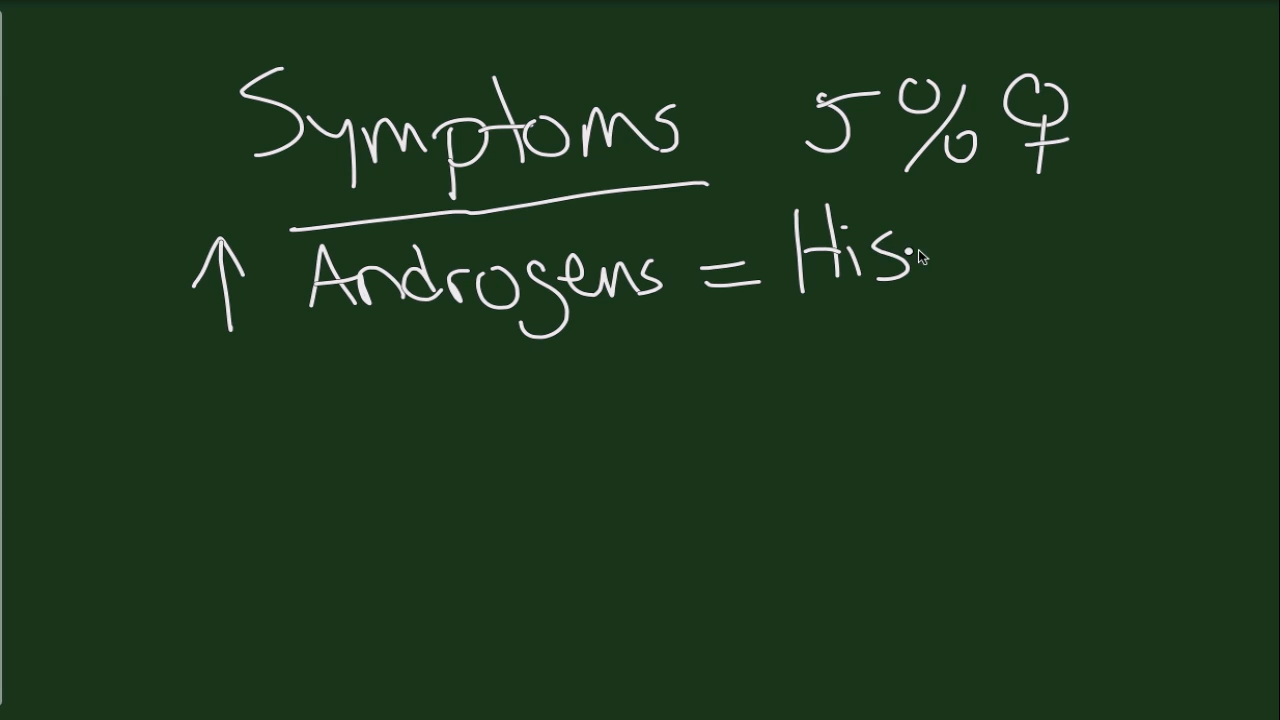 Symptoms 5% ♀
↑ Androgens = His